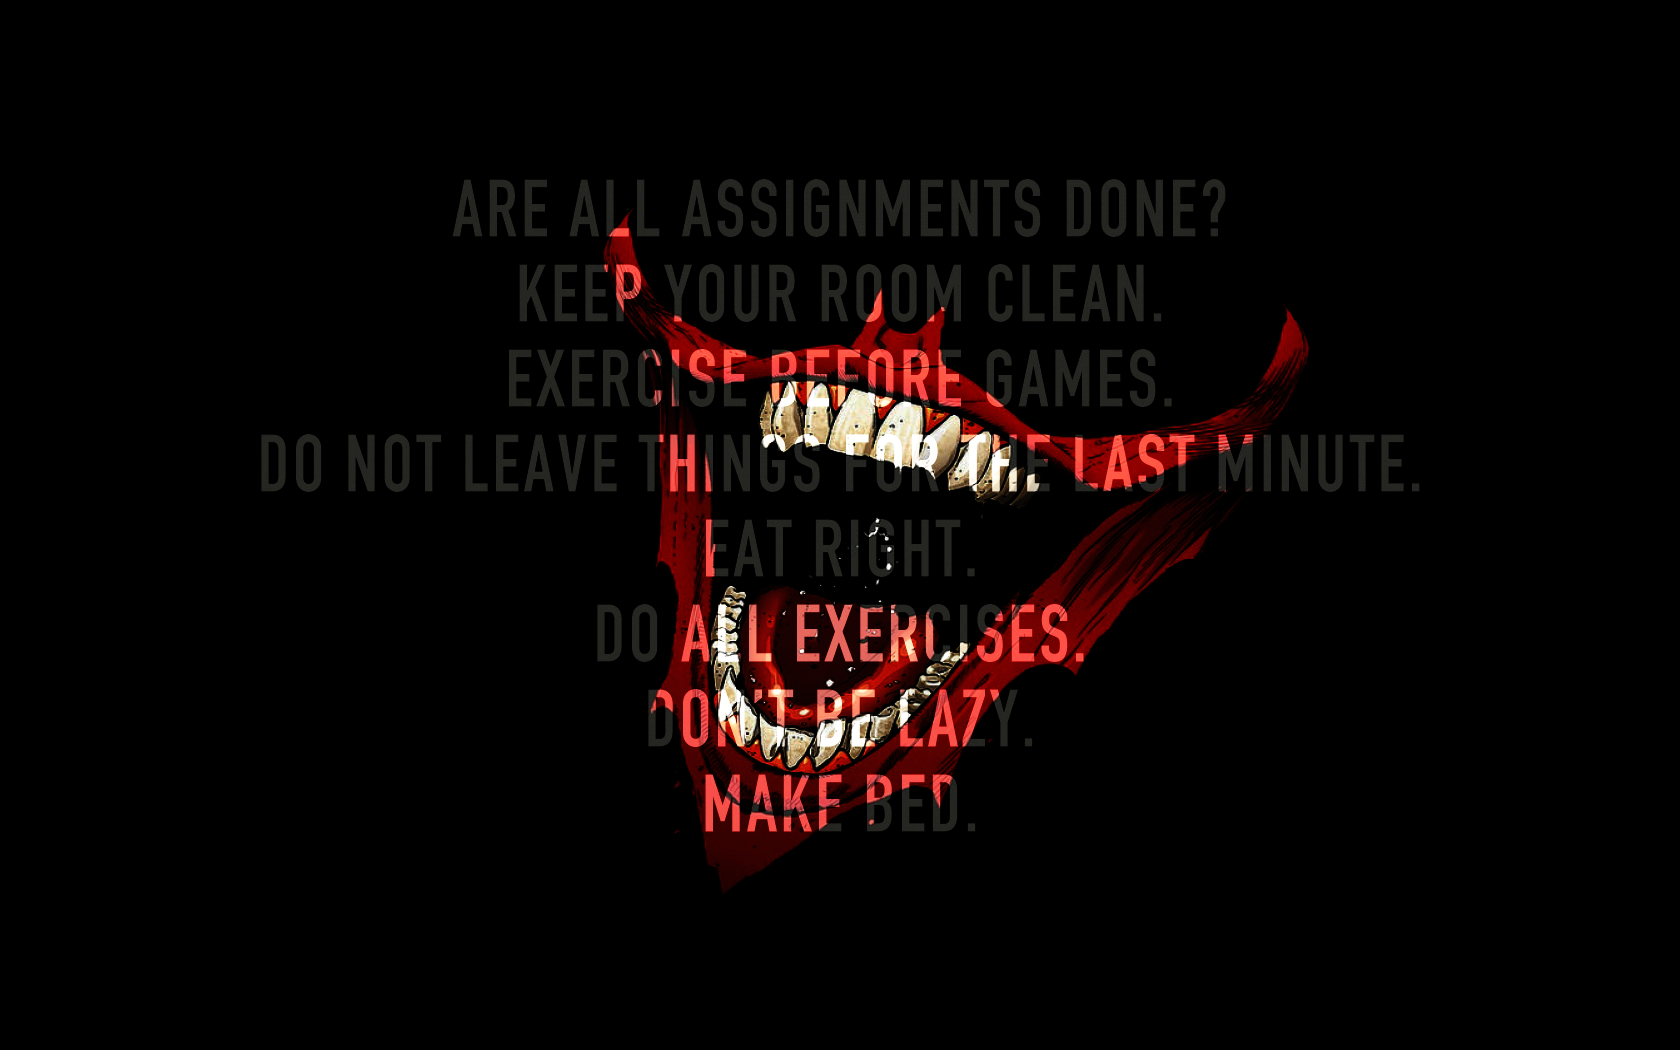 ARE ALL ASSIGNMENTS DONE?
KEEP YOUR ROOM CLEAN.
EXERCISE BEFORE GAMES.
DO NOT LEAVE THINGS FOR THE LAST MINUTE.
EAT RIGHT.
DO ALL EXERCISES.
DON'T BE LAZY.
MAKE BED.